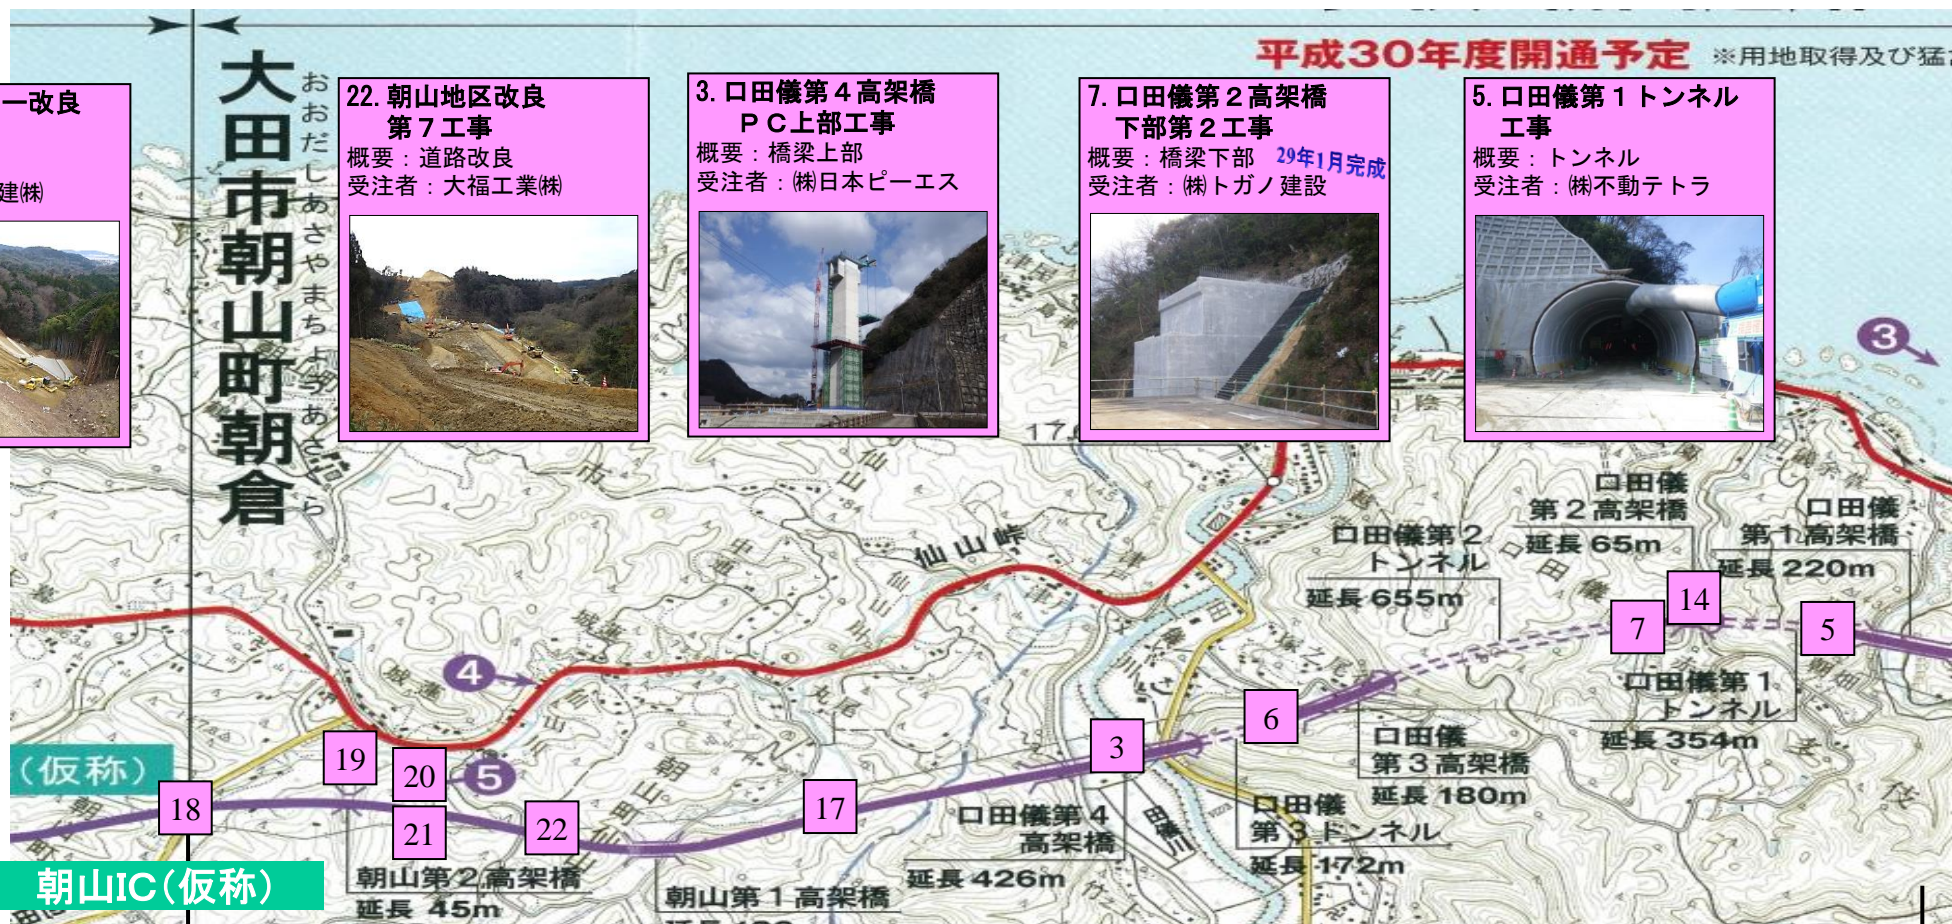 平成30年度開通予定
※用地取得及び猛
大田市朝山町朝倉
おおだしあさやまちょうあさくら
ー改良
建㈱
22. 朝山地区改良
第７工事
概要：道路改良
受注者：大福工業㈱
3. 口田儀第４高架橋
ＰＣ上部工事
概要：橋梁上部
受注者：㈱日本ピーエス
7. 口田儀第２高架橋
下部第２工事
概要：橋梁下部
29年1月完成
受注者：㈱トガノ建設
5. 口田儀第１トンネル
工事
概要：トンネル
受注者：㈱不動テトラ
3
仙山峠
口田儀第２
トンネル
延長 655m
口田儀
第２高架橋
延長 65m
口田儀
第１高架橋
延長 220m
14
7
5
4
口田儀第１
トンネル
延長 354m
6
3
口田儀
第３高架橋
延長 180m
19
20
5
（仮称）
18
21
22
17
口田儀第４
高架橋
延長 426m
田儀川
口田儀
第３トンネル
延長 172m
朝山第２高架橋
延長 45m
朝山第１高架橋
朝山IC（仮称）